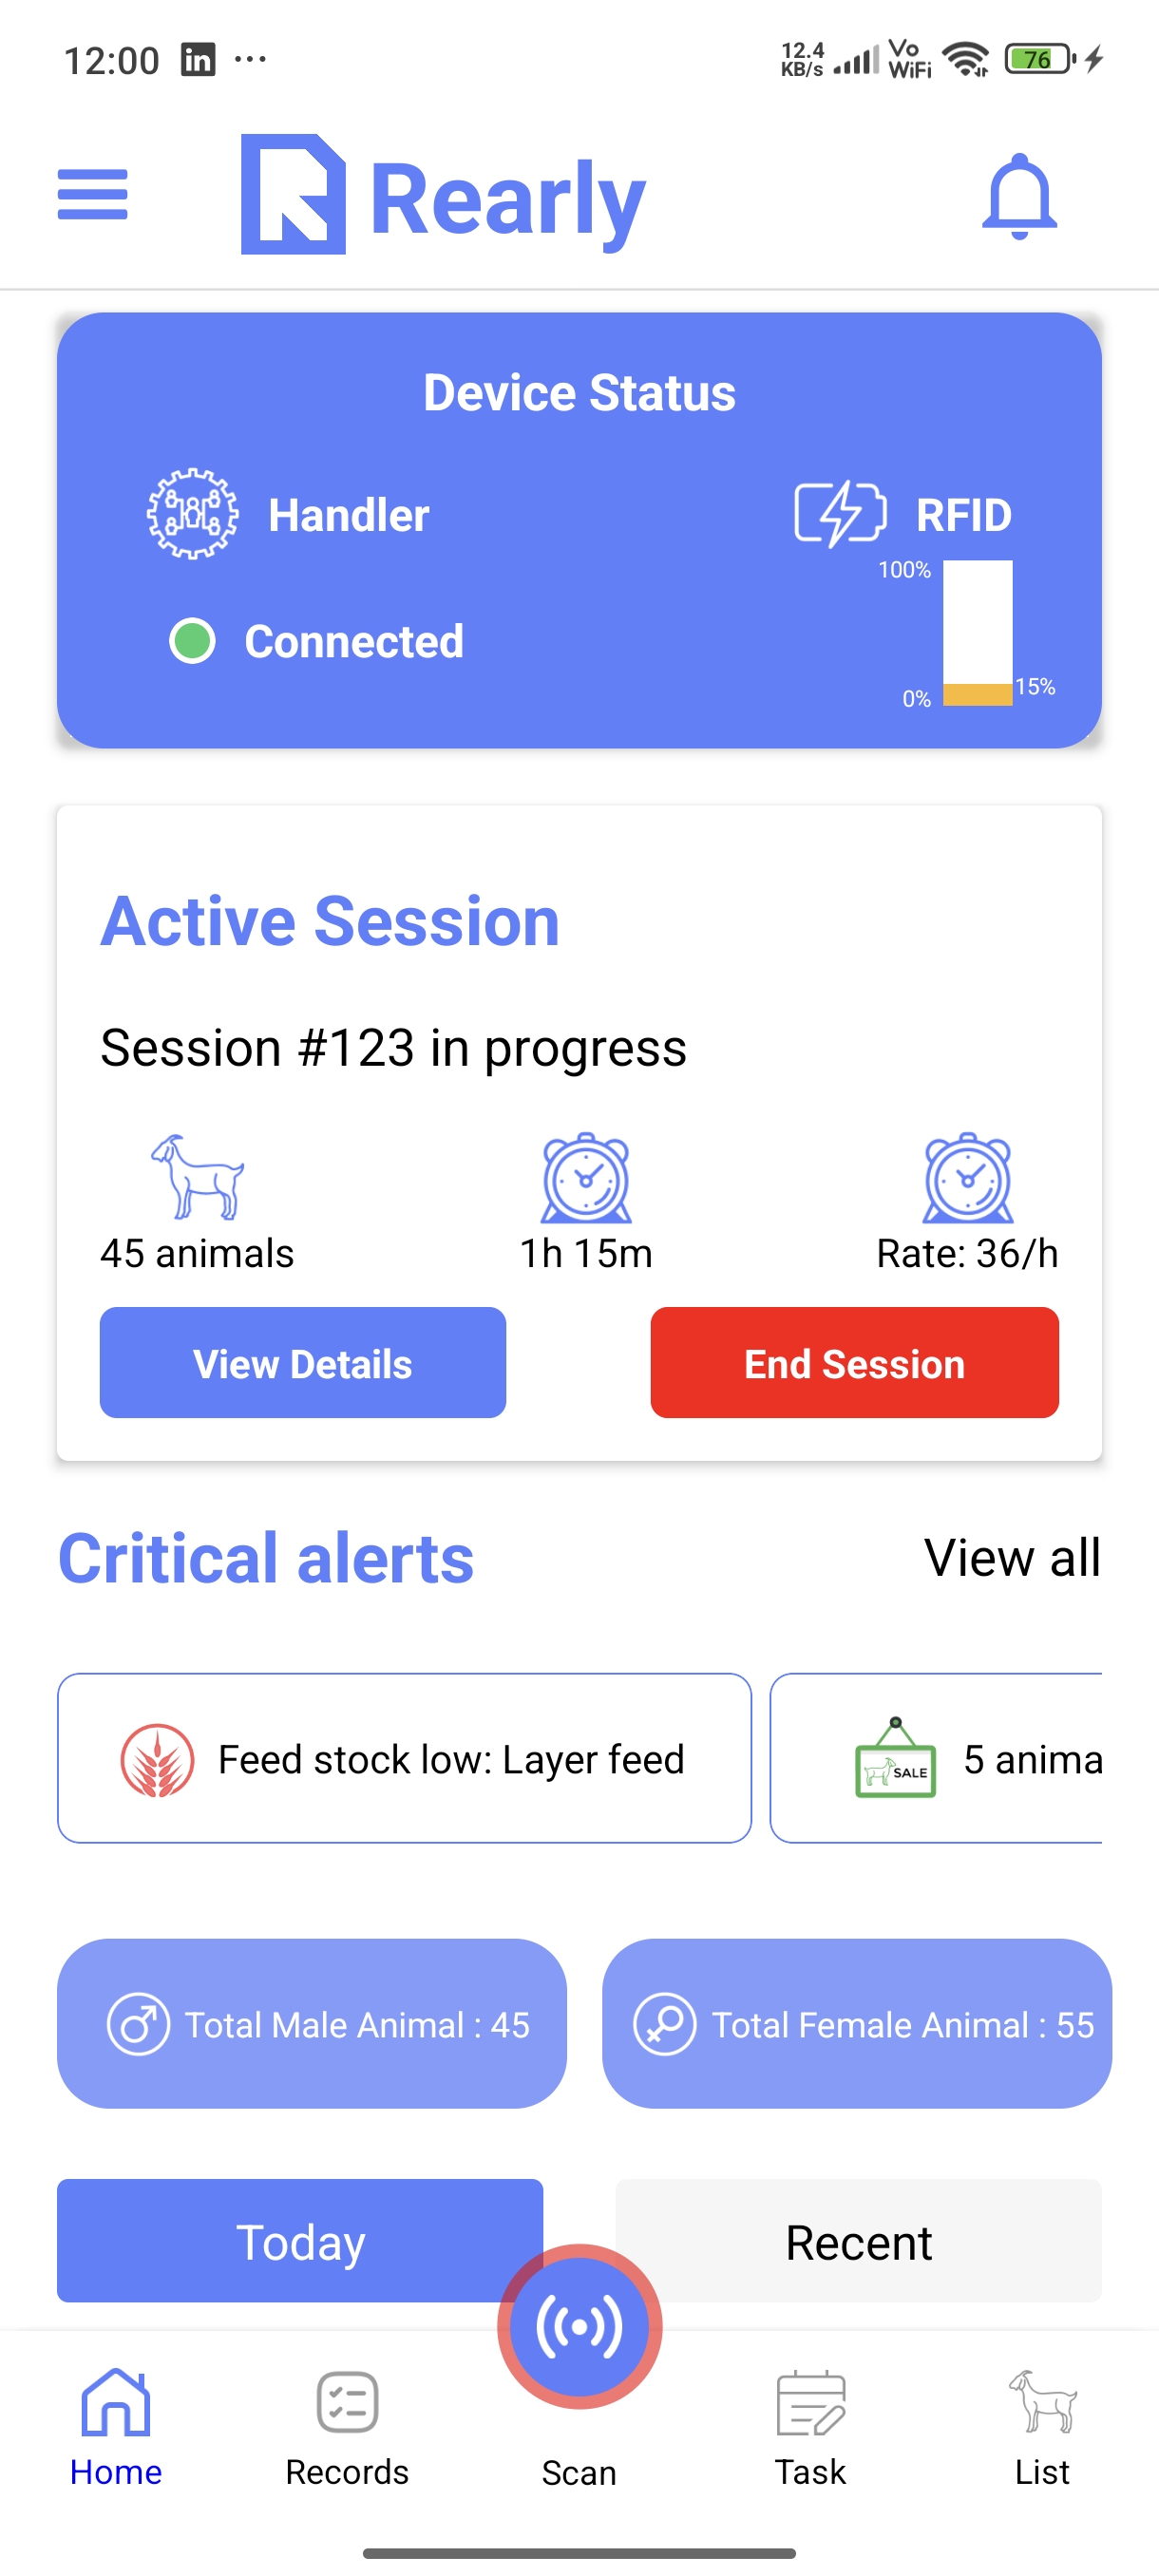 12:00 in ...
12.4 KB/s Vo WiFi 76
Rearly
Device Status
Handler
RFID
100%
Connected
15%
0%
Active Session
Session #123 in progress
45 animals
1h 15m
Rate: 36/h
View Details
End Session
Critical alerts
View all
Feed stock low: Layer feed
SALE
5 anima
Total Male Animal : 45
Total Female Animal : 55
Today
Recent
Home
Records
Scan
Task
List